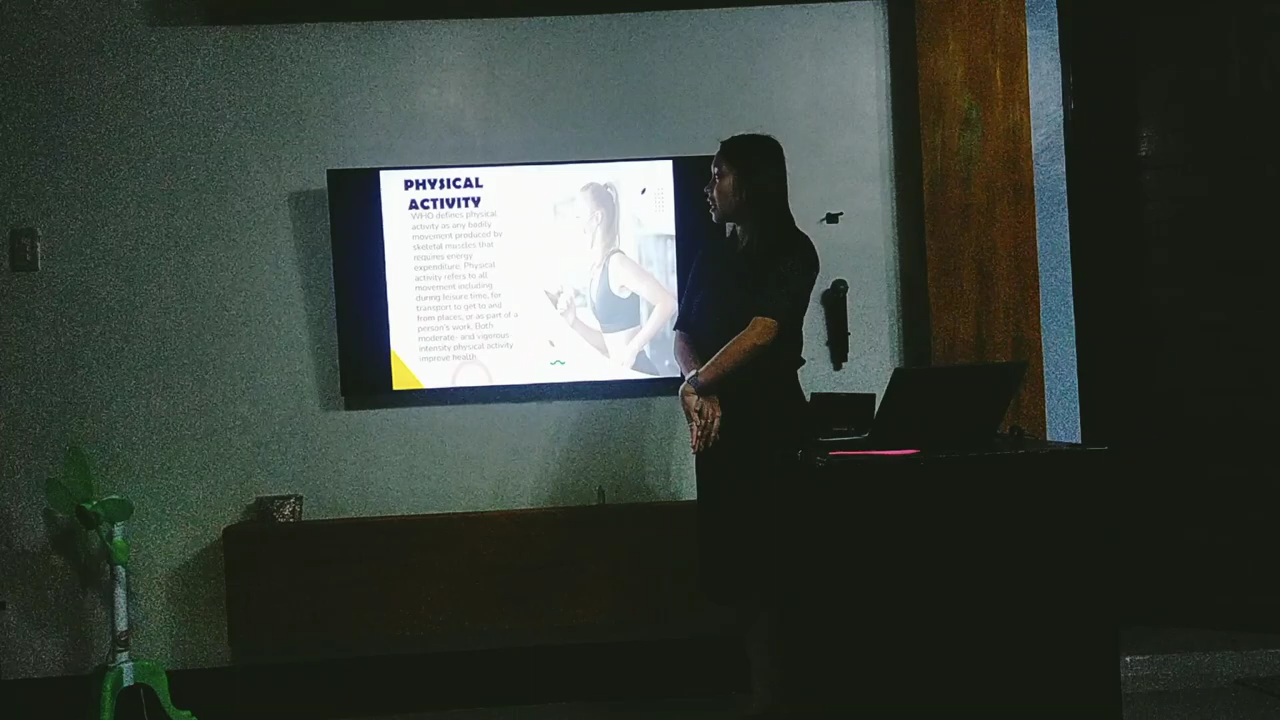 PHYSICAL
ACTIVITY
WHO defines physical
activity as any bodily
movement produced by
skeletal muscles that
requires energy
expenditure. Physical
activity refers to all
movement including
during leisure time, for
transport to get to and
from places, or as part of a
person's work. Both
moderate- and vigorous-
intensity physical activity
improve health.